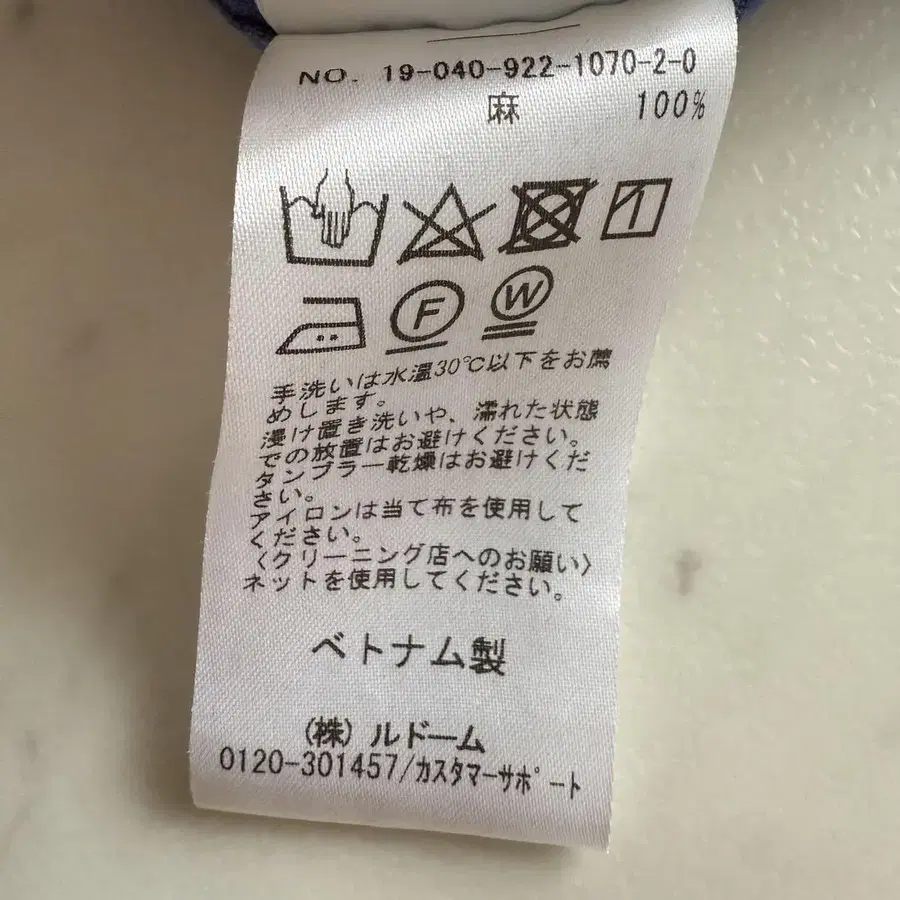 NO. 19-040-922-1070-2-0
麻 100%
F W
手洗いは水温30℃以下をお薦
めします。
浸け置き洗いや、濡れた状態
での放置はお避けください。
タンブラー乾燥はお避けくだ
さい。
アイロンは当て布を使用して
ください。
〈クリーニング店へのお願い〉
ネットを使用してください。
ベトナム製
(株)ルドーム
0120-301457/カスタマーサポート